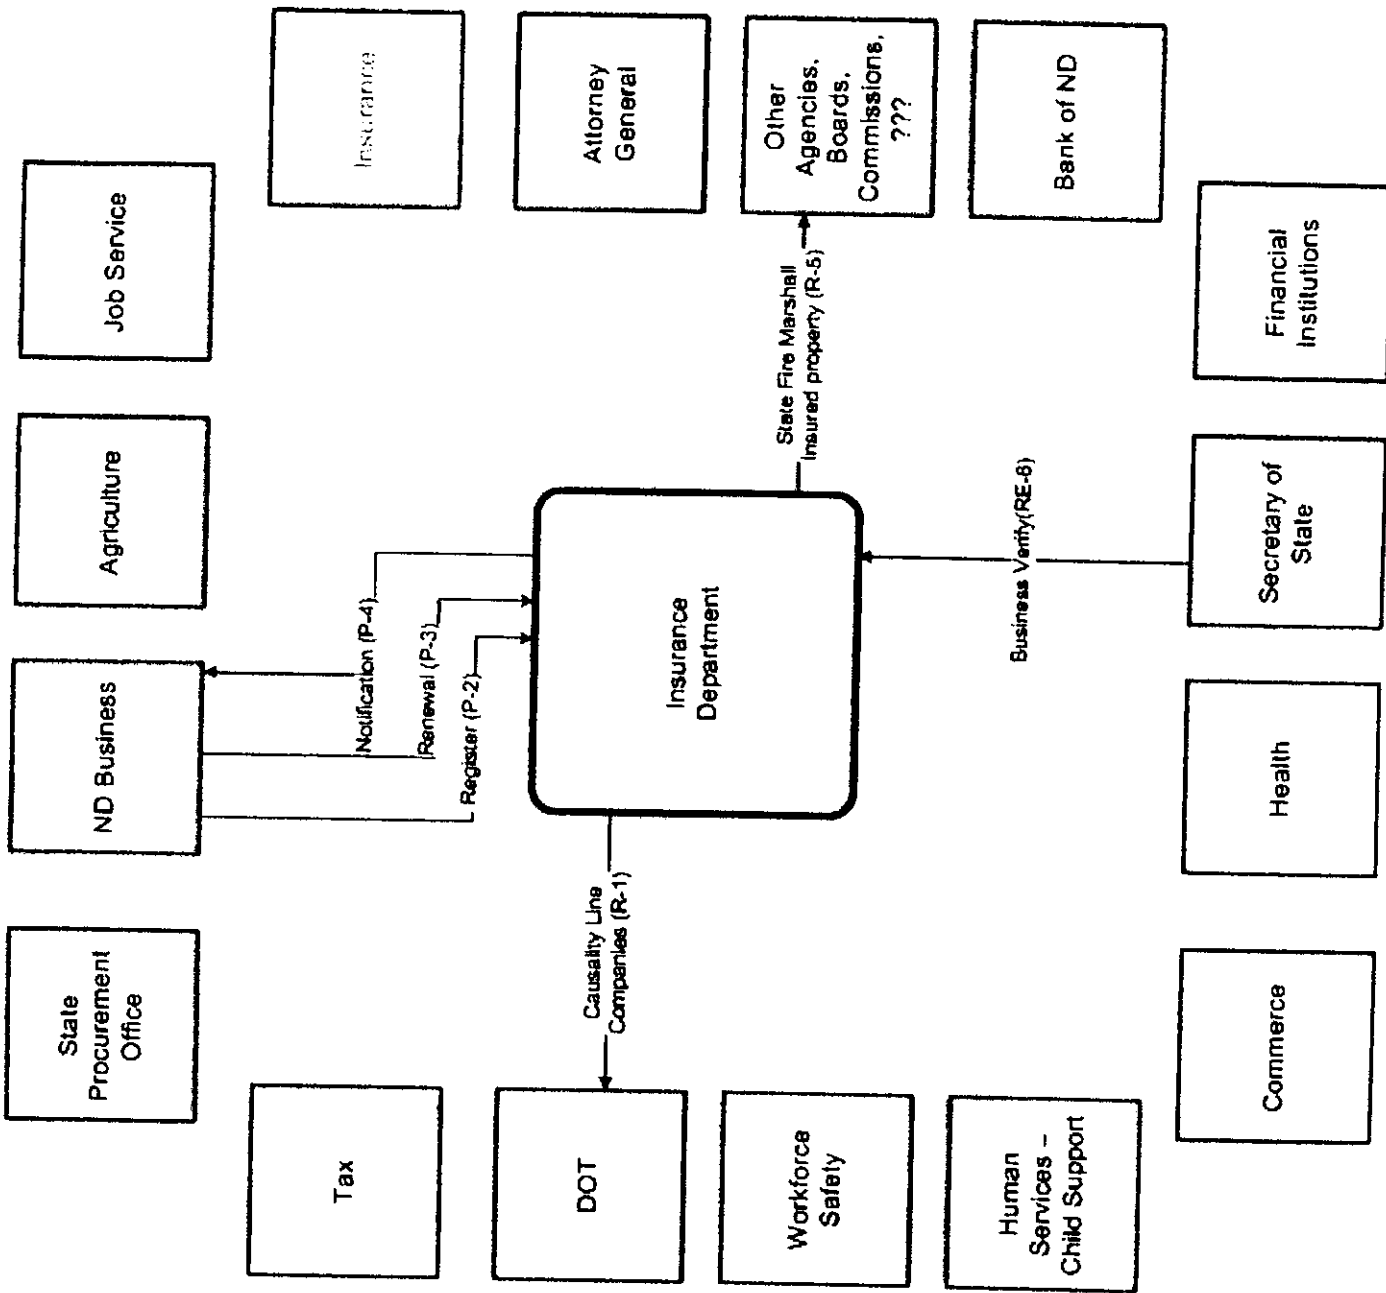 State
Procurement
Office
ND Business
Agriculture
Job Service
Tax
Insurance
Notification (P-4)
Renewal (P-3)
Register (P-2)
DOT
Causality Line
Companies (R-1)
Insurance
Department
State Fire Marshall
Insured property (R-5)
Attorney
General
Workforce
Safety
Other
Agencies,
Boards,
Commissions,
???
Human
Services –
Child Support
Business Verify(RE-6)
Bank of ND
Commerce
Health
Secretary of
State
Financial
Institutions